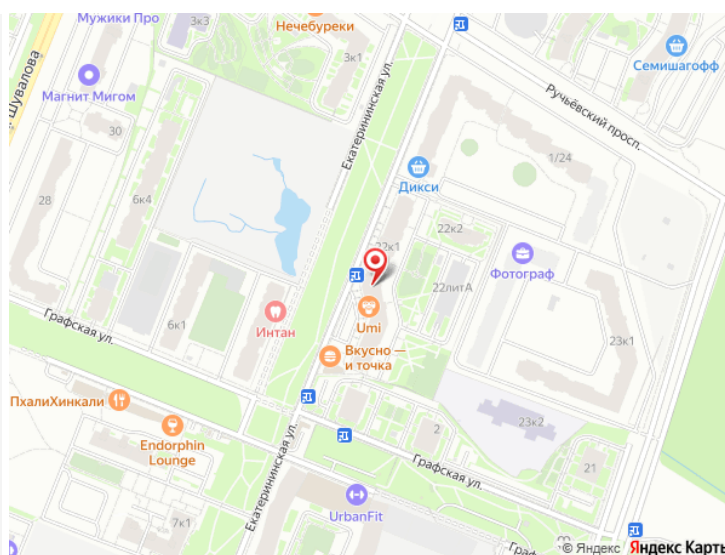 Мужики Про
3к3
Нечебуреки
3к1
Семишагофф
Шувалова
Магнит Мигом
30
Екатерининская ул.
Ручьёвский просп.
1/24
Дикси
28
6к4
22к2
22к1
Фотограф
22литА
Интан
Umi
Графская ул.
6к1
23к1
Вкусно —
и точка
ПхалиХинкали
Endorphin
Lounge
2
23к2
Екатерининская ул.
Графская ул.
21
UrbanFit
7к1
© Яндекс Яндекс Карты